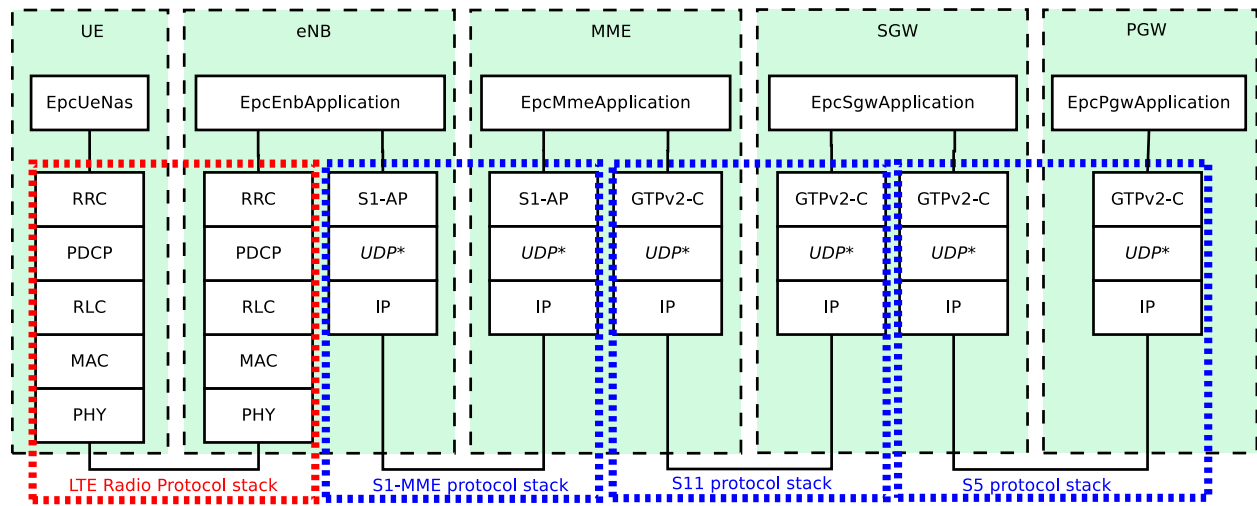 UE eNB MME SGW PGW
EpcUeNas EpcEnbApplication EpcMmeApplication EpcSgwApplication EpcPgwApplication
RRC RRC S1-AP S1-AP GTPv2-C GTPv2-C GTPv2-C GTPv2-C
PDCP PDCP UDP* UDP* UDP* UDP* UDP* UDP*
RLC RLC IP IP IP IP IP IP
MAC MAC
PHY PHY
LTE Radio Protocol stack S1-MME protocol stack S11 protocol stack S5 protocol stack